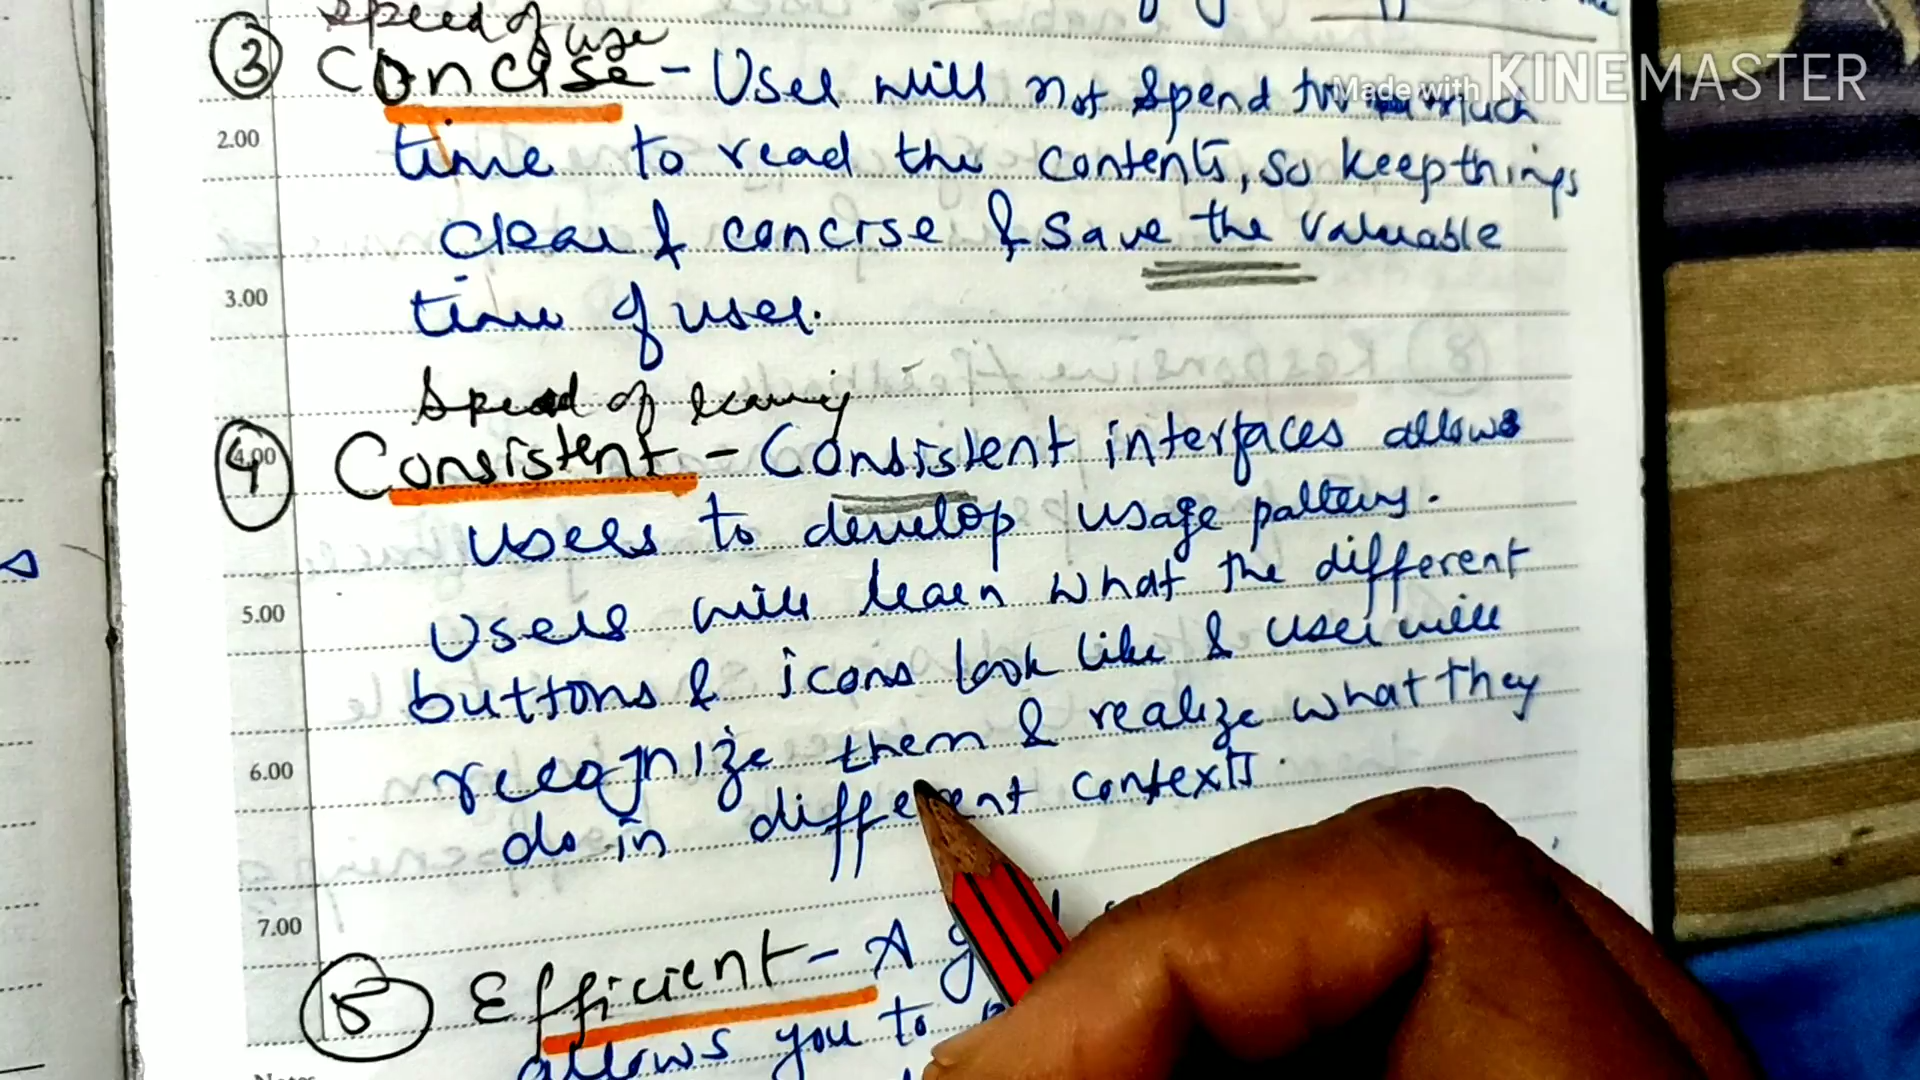 Speed of use
③ Concise - User will not spend too much
Made with KINEMASTER
2.00
time to read the contents, so keep things
clear & concise & save the valuable
3.00
time of user.
Speed of learning
④ Consistent - Consistent interfaces allows
4.00
users to develop usage patterns.
Users will learn what the different
5.00
buttons & icons look like & user will
recognize them & realize what they
6.00
do in different contexts.
7.00
⑤ Efficient - A
allows you to
Notes